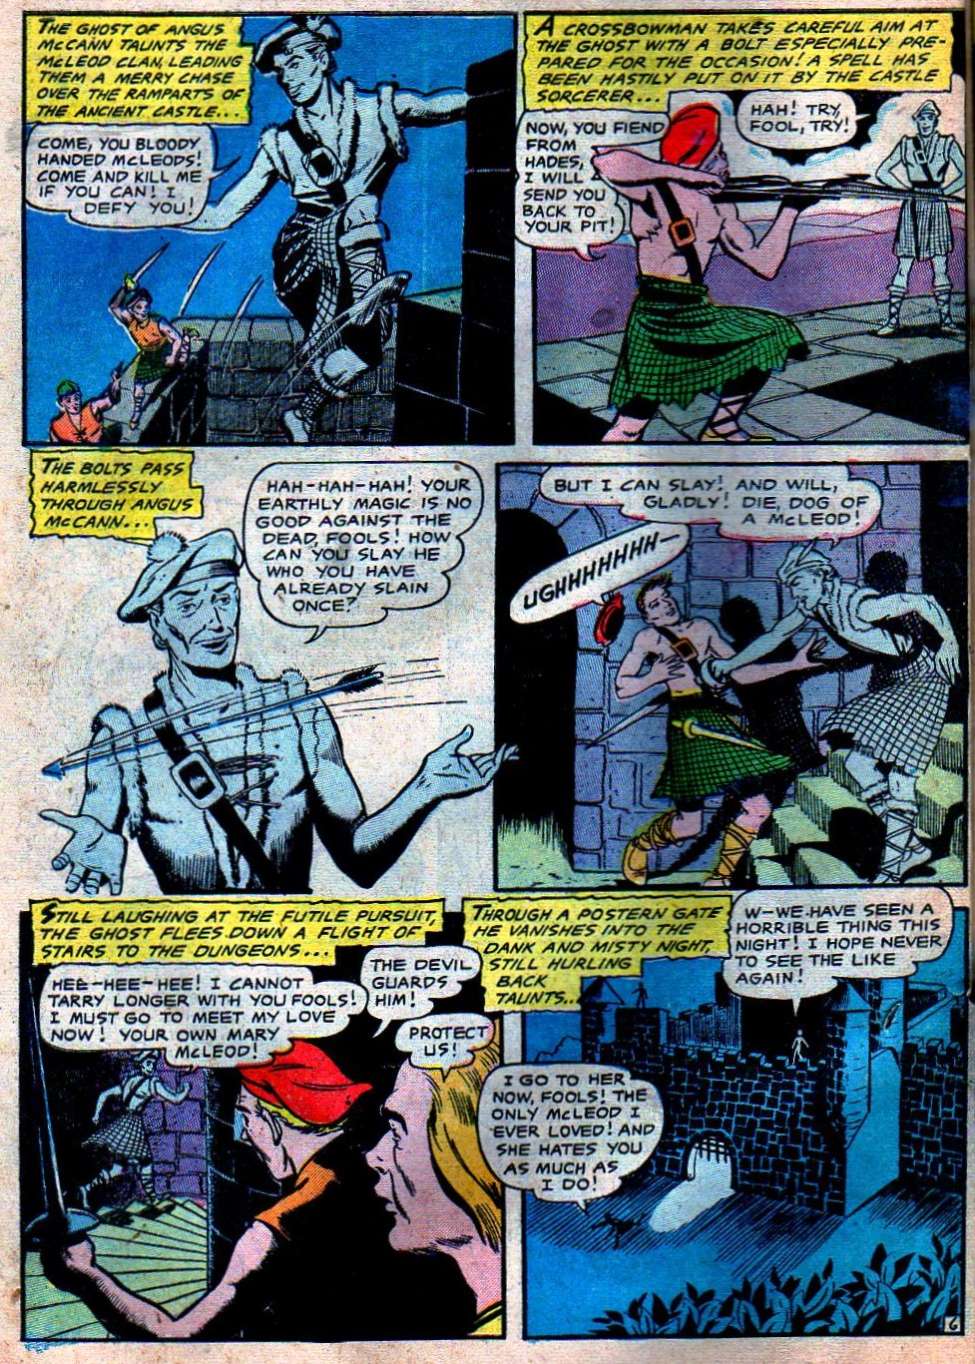 THE GHOST OF ANGUS
McCANN TAUNTS THE
McLEOD CLAN, LEADING
THEM A MERRY CHASE
OVER THE RAMPARTS OF
THE ANCIENT CASTLE...
COME, YOU BLOODY
HANDED McLEODS!
COME AND KILL ME
IF YOU CAN! I
DEFY YOU!
A CROSSBOWMAN TAKES CAREFUL AIM AT
THE GHOST WITH A BOLT ESPECIALLY PRE-
PARED FOR THE OCCASION! A SPELL HAS
BEEN HASTILY PUT ON IT BY THE CASTLE
SORCERER...
NOW, YOU FIEND
FROM
HADES,
I WILL
SEND YOU
BACK TO
YOUR PIT!
HAH! TRY,
FOOL, TRY!
THE BOLTS PASS
HARMLESSLY
THROUGH ANGUS
McCANN...
HAH-HAH-HAH! YOUR
EARTHLY MAGIC IS NO
GOOD AGAINST THE
DEAD, FOOLS! HOW
CAN YOU SLAY HE
WHO YOU HAVE
ALREADY SLAIN
ONCE?
BUT I CAN SLAY! AND WILL,
GLADLY! DIE, DOG OF
A McLEOD!
UGHHHHHHH-
STILL LAUGHING AT THE FUTILE PURSUIT,
THE GHOST FLEES DOWN A FLIGHT OF
STAIRS TO THE DUNGEONS...
HEE-HEE-HEE! I CANNOT
TARRY LONGER WITH YOU FOOLS!
I MUST GO TO MEET MY LOVE
NOW! YOUR OWN MARY
McLEOD!
THE DEVIL
GUARDS
HIM!
PROTECT
US!
THROUGH A POSTERN GATE
HE VANISHES INTO THE
DANK AND MISTY NIGHT,
STILL HURLING
BACK
TAUNTS...
W-WE HAVE SEEN A
HORRIBLE THING THIS
NIGHT! I HOPE NEVER
TO SEE THE LIKE
AGAIN!
I GO TO HER
NOW, FOOLS! THE
ONLY McLEOD I
EVER LOVED! AND
SHE HATES YOU
AS MUCH AS
I DO!
6